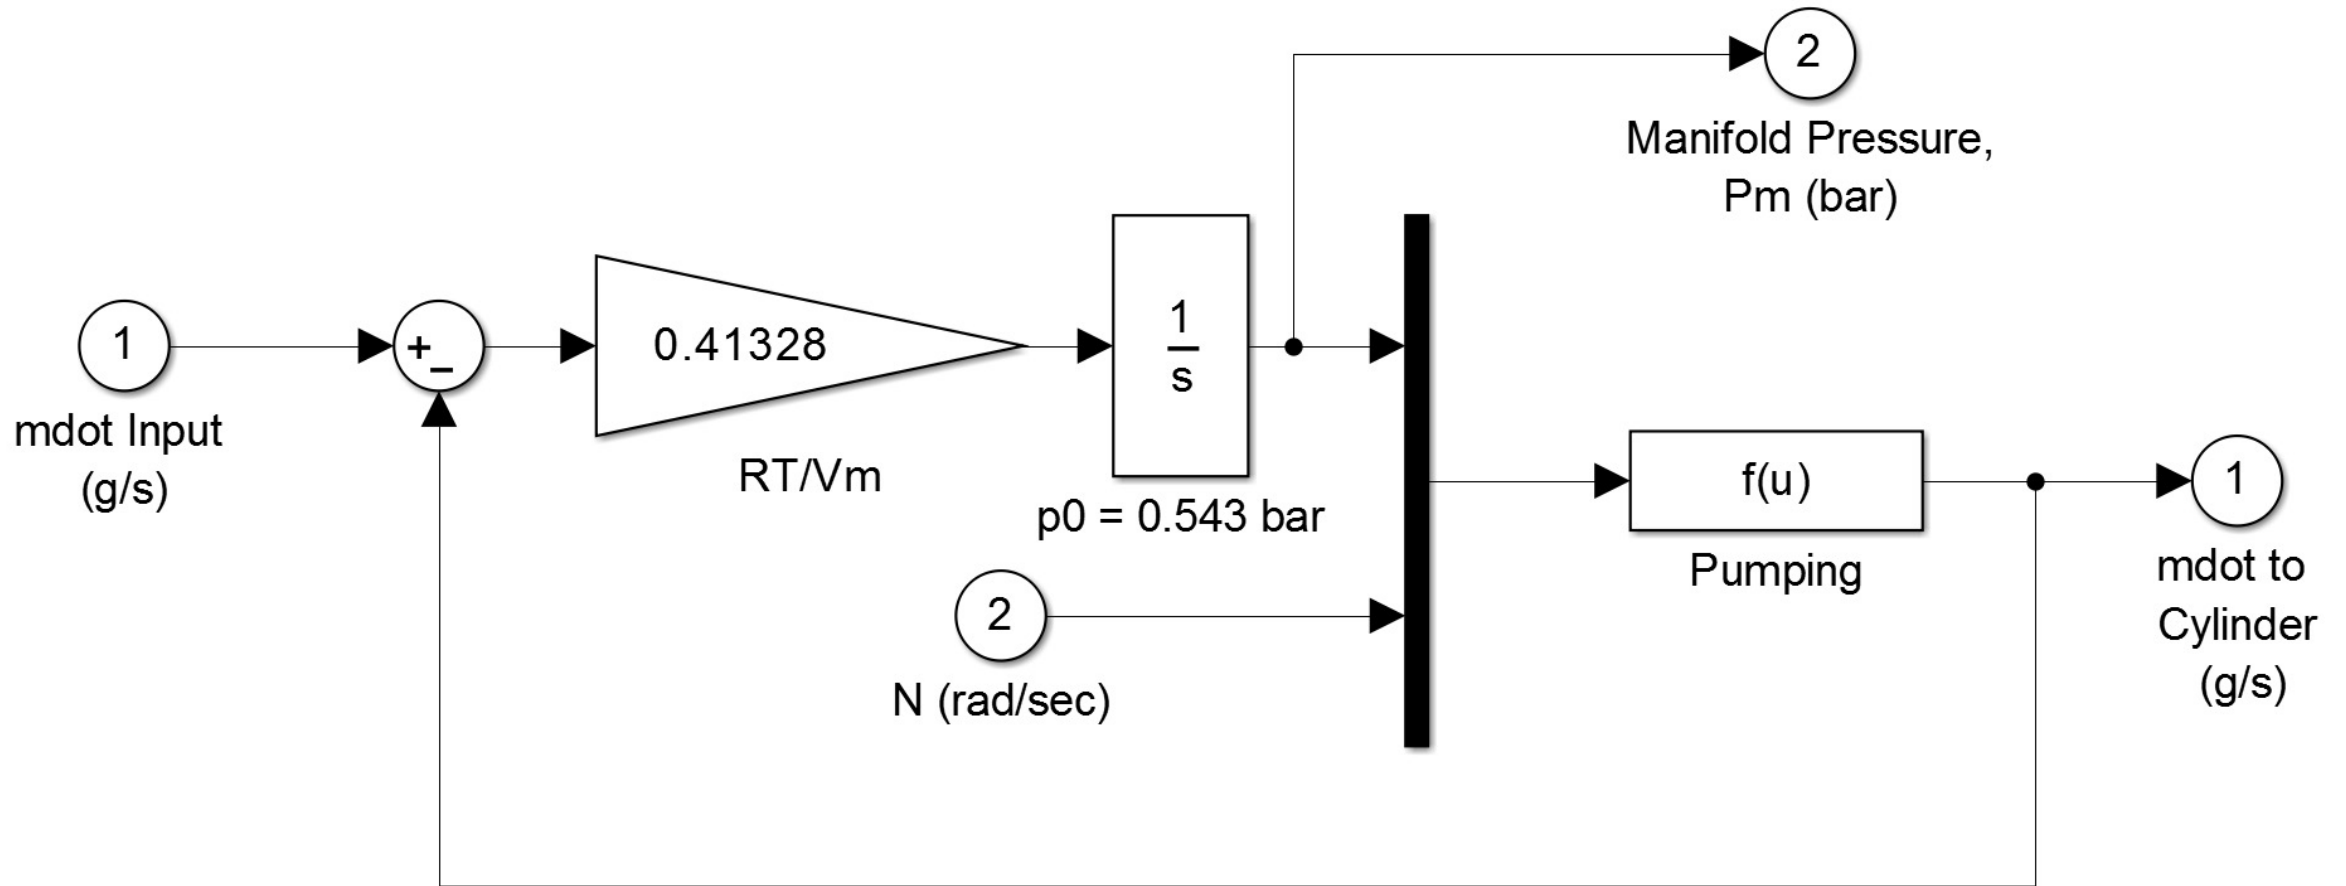 2
Manifold Pressure,
Pm (bar)
1
mdot Input
(g/s)
+
−
0.41328
RT/Vm
1
s
p0 = 0.543 bar
2
N (rad/sec)
f(u)
Pumping
1
mdot to
Cylinder
(g/s)